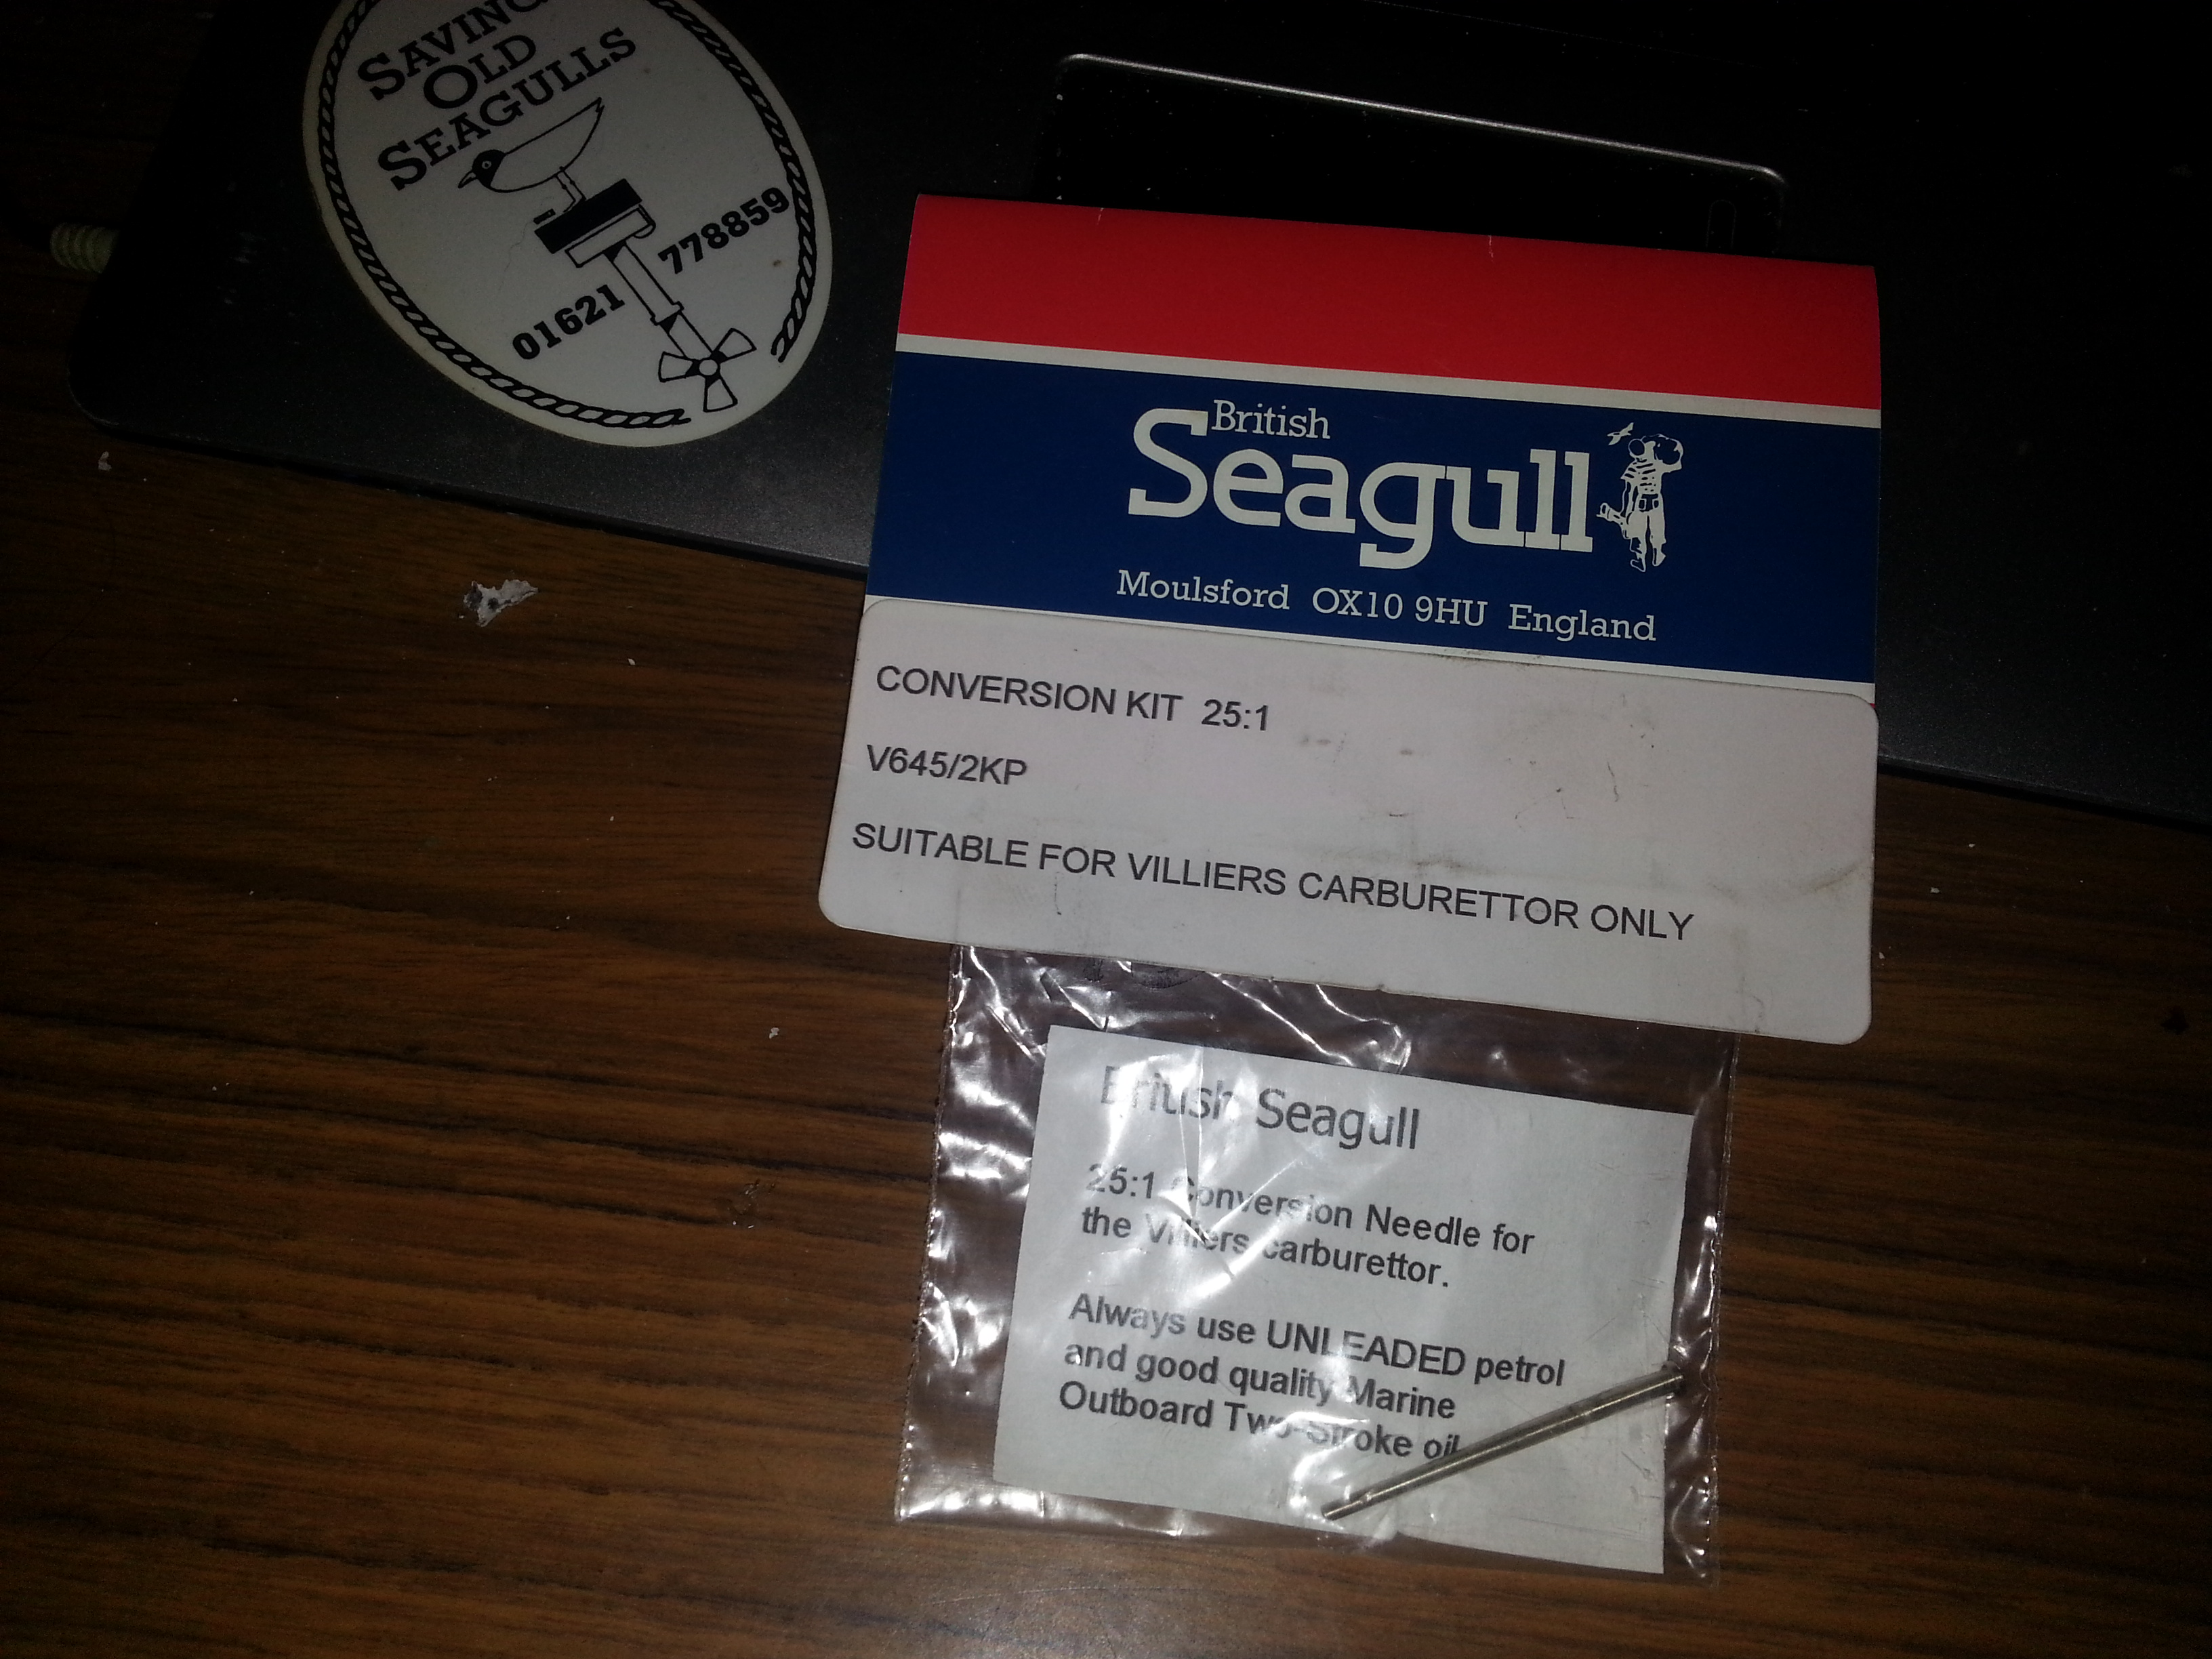 SAVING
OLD
SEAGULLS
01621 778859
British
Seagull
Moulsford OX10 9HU England
CONVERSION KIT 25:1
V645/2KP
SUITABLE FOR VILLIERS CARBURETTOR ONLY
British Seagull
25:1 Conversion Needle for
the Villiers carburettor.
Always use UNLEADED petrol
and good quality Marine
Outboard Two-Stroke oil